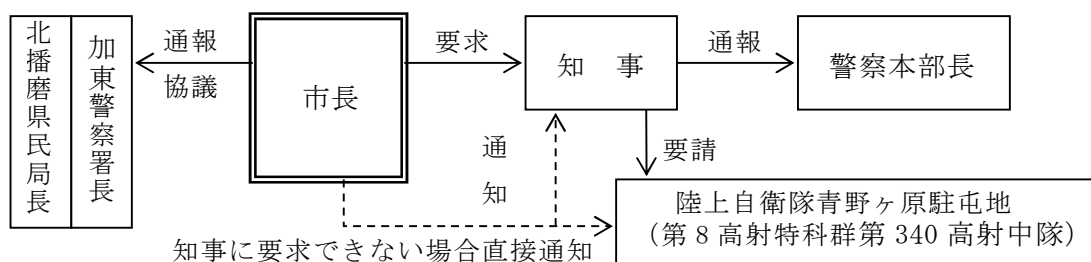 北播磨県民局長
加東警察署長
通報
協議
市長
要求
知 事
通報
警察本部長
通知
要請
陸上自衛隊青野ヶ原駐屯地
(第 8 高射特科群第 340 高射中隊)
知事に要求できない場合直接通知